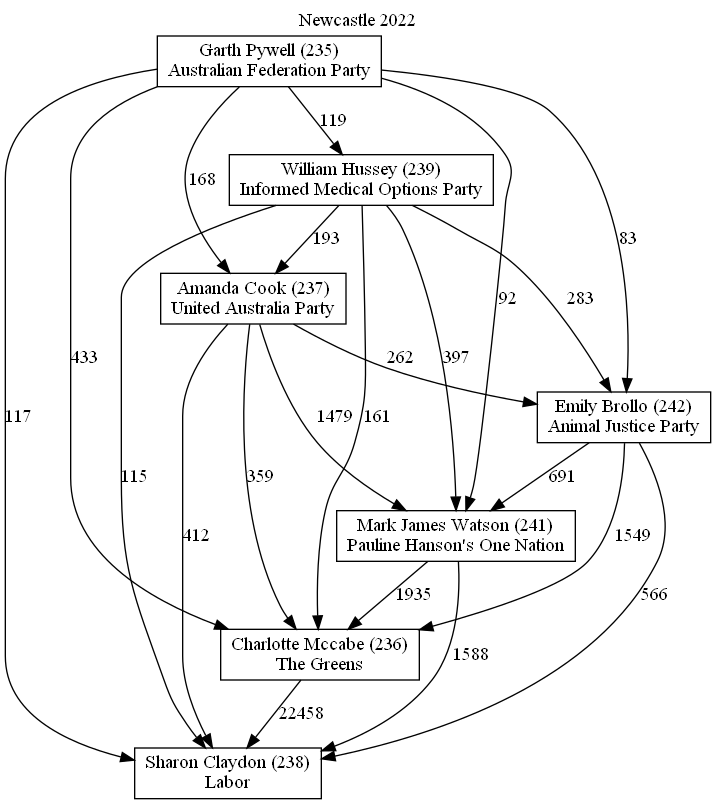 Newcastle 2022
Garth Pywell (235)
Australian Federation Party
119
William Hussey (239)
Informed Medical Options Party
168
193
83
92
283
Amanda Cook (237)
United Australia Party
433
117
262
397
1479
161
Emily Brollo (242)
Animal Justice Party
115
359
691
412
Mark James Watson (241)
Pauline Hanson's One Nation
1549
1935
566
Charlotte Mccabe (236)
The Greens
1588
22458
Sharon Claydon (238)
Labor